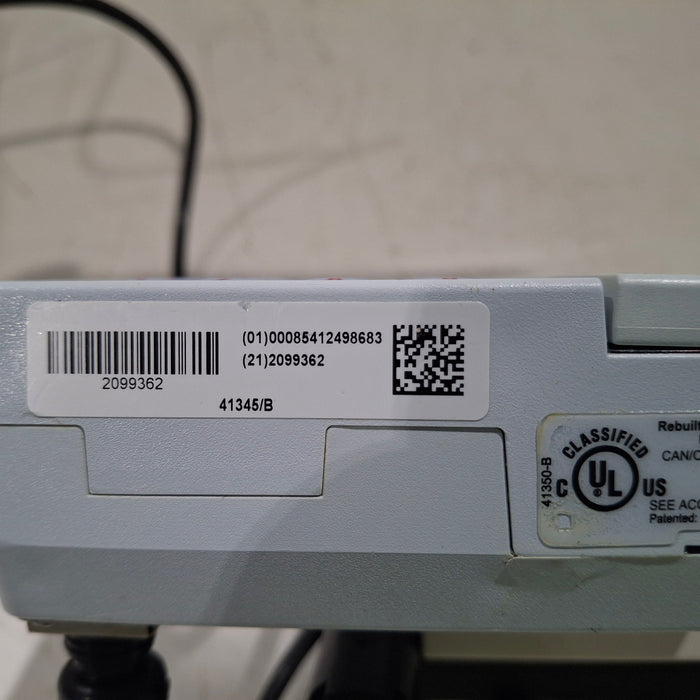 (01)00085412498683
(21)2099362
2099362
41345/B
41350-B
CLASSIFIED
C UL US
®
Rebuilt
CAN/C
SEE ACC
Patented: